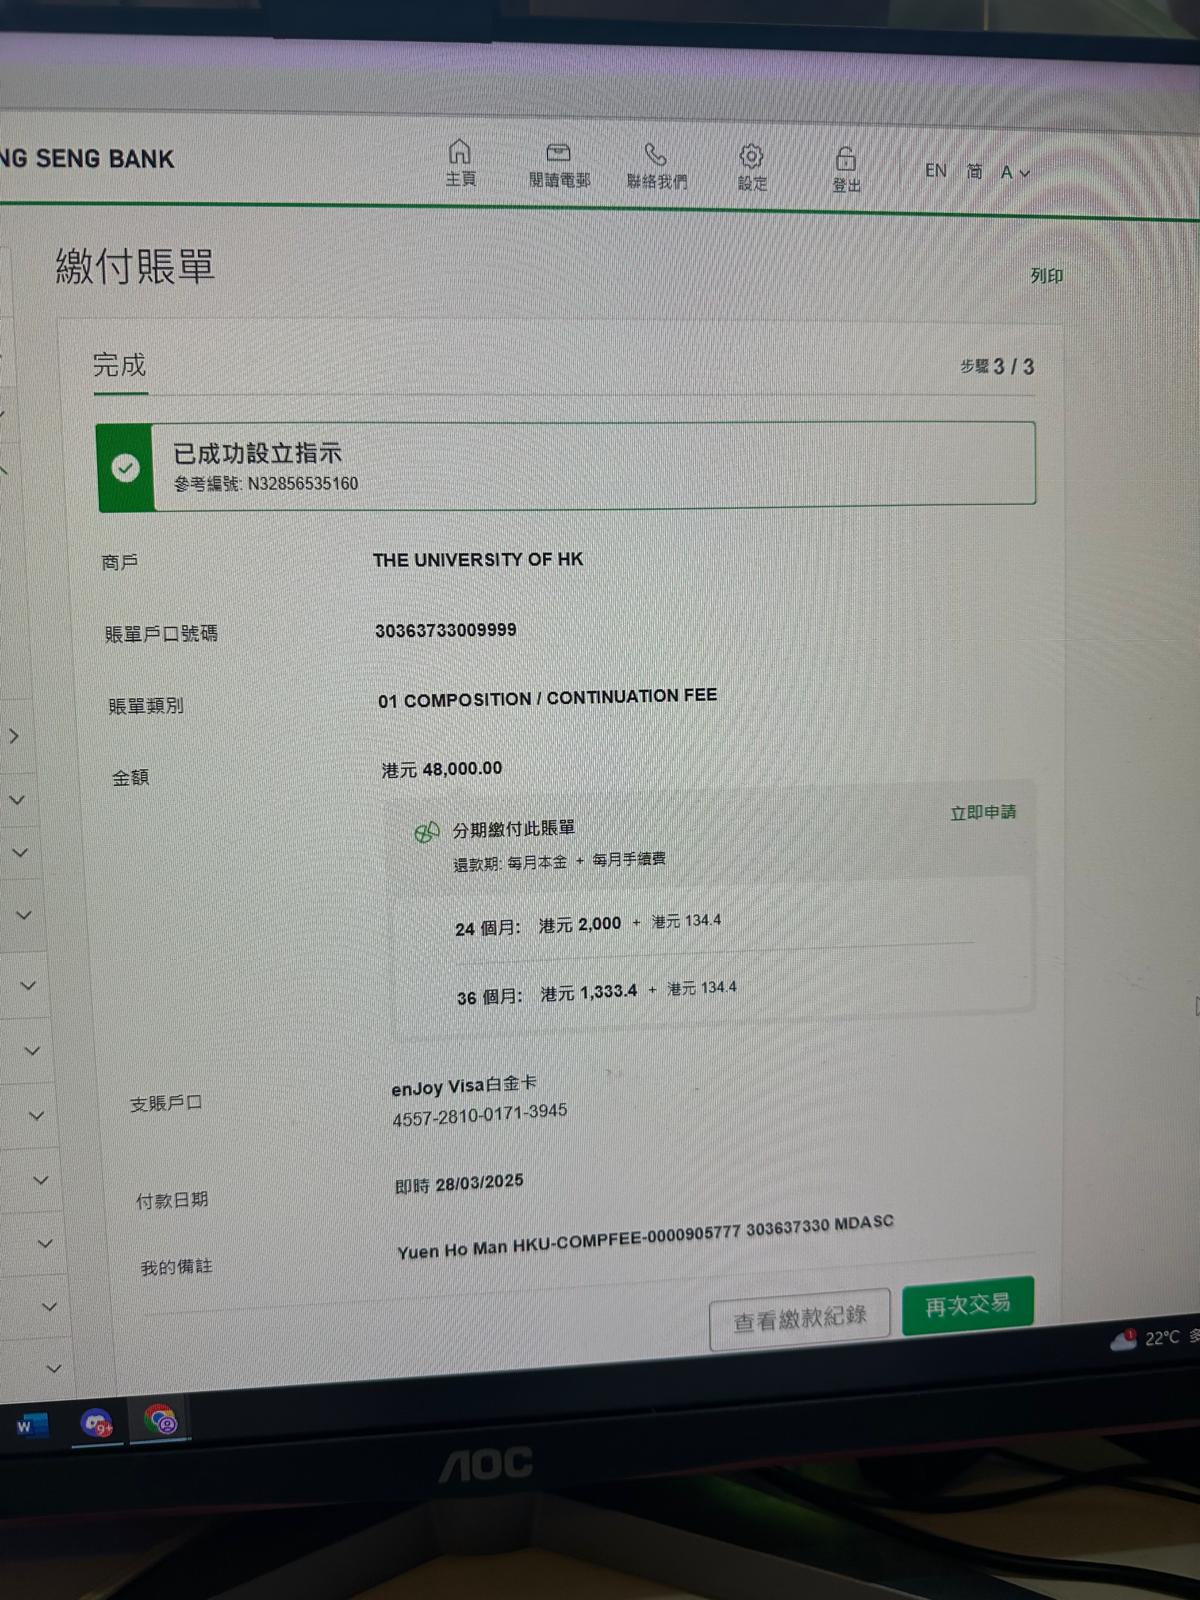 NG SENG BANK
主頁
閱讀電郵
聯絡我們
設定
登出
EN 简 A
繳付賬單
列印
完成
步驟 3 / 3
已成功設立指示
參考編號: N32856535160
商戶 THE UNIVERSITY OF HK
賬單戶口號碼 30363733009999
賬單類別 01 COMPOSITION / CONTINUATION FEE
金額 港元 48,000.00
分期繳付此賬單 立即申請
還款期: 每月本金 + 每月手續費
24 個月: 港元 2,000 + 港元 134.4
36 個月: 港元 1,333.4 + 港元 134.4
支賬戶口 enJoy Visa白金卡
4557-2810-0171-3945
付款日期 即時 28/03/2025
我的備註 Yuen Ho Man HKU-COMPFEE-0000905777 303637330 MDASC
查看繳款紀錄 再次交易
1 22°C
W 9+
AOC